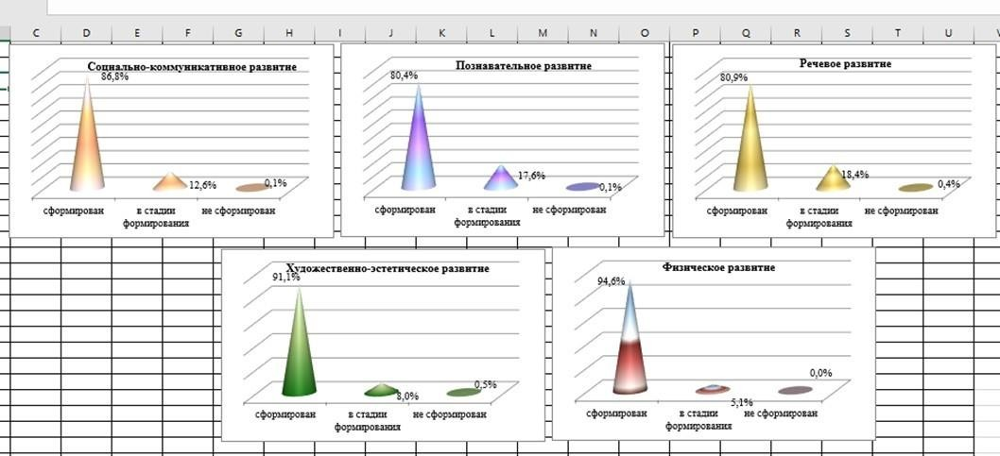 C D E F G H I J K L M N O P Q R S T U
Социально-коммуникативное развитие
86,8%
12,6%
0,1%
сформирован в стадии не сформирован
формирования
Познавательное развитие
80,4%
17,6%
0,1%
сформирован в стадии не сформирован
формирования
Речевое развитие
80,9%
18,4%
0,4%
сформирован в стадии не сформирован
формирования
Художественно-эстетическое развитие
91,1%
8,0%
0,5%
сформирован в стадии не сформирован
формирования
Физическое развитие
94,6%
0,0%
5,1%
сформирован в стадии не сформирован
формирования